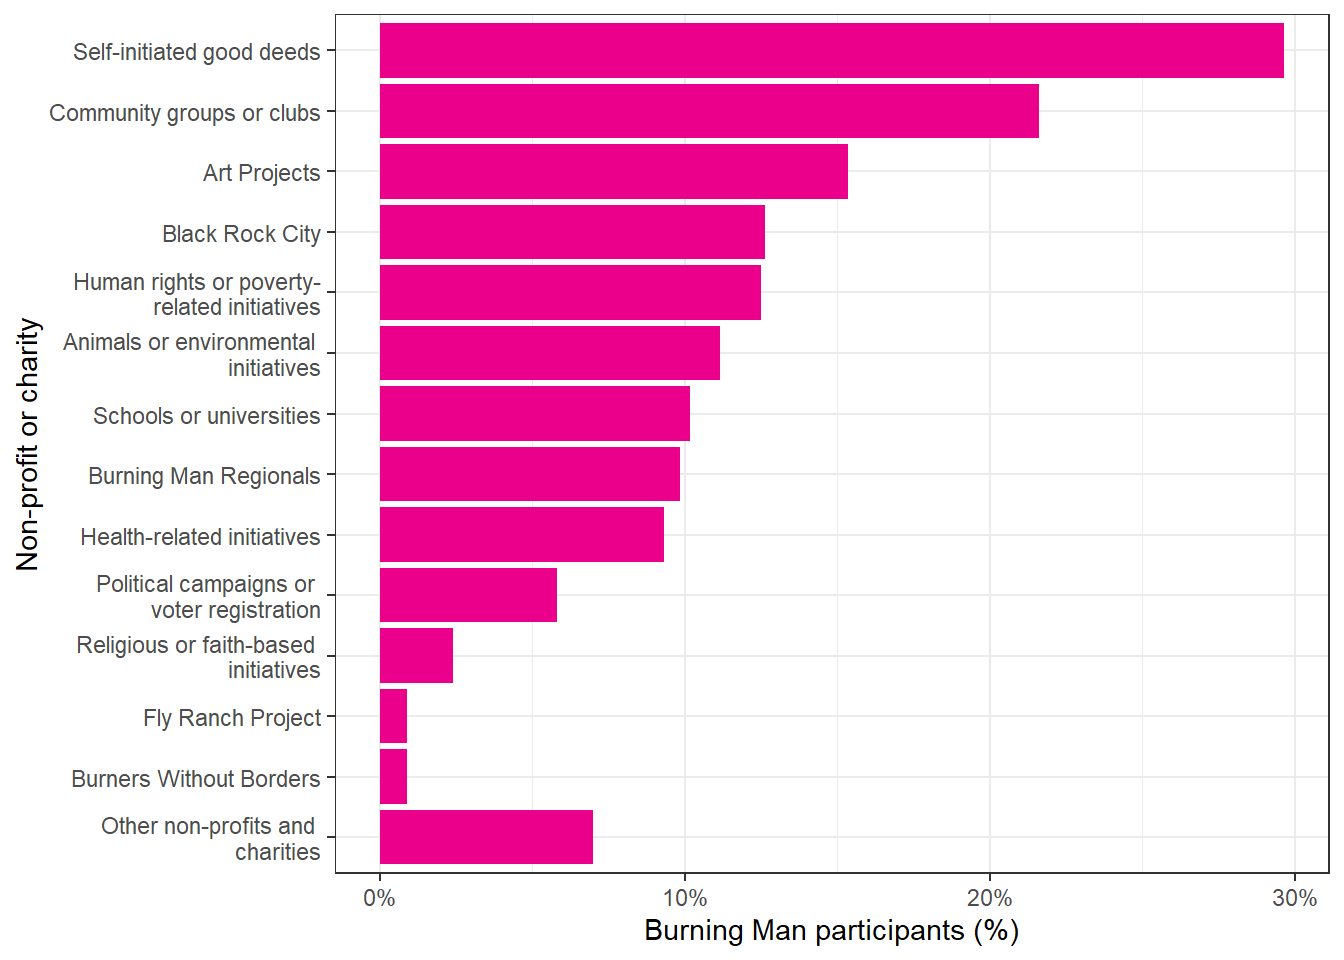 Self-initiated good deeds
Community groups or clubs
Art Projects
Black Rock City
Human rights or poverty-
related initiatives
Animals or environmental
initiatives
Schools or universities
Burning Man Regionals
Health-related initiatives
Political campaigns or
voter registration
Religious or faith-based
initiatives
Fly Ranch Project
Burners Without Borders
Other non-profits and
charities
Non-profit or charity
0%
10%
20%
30%
Burning Man participants (%)